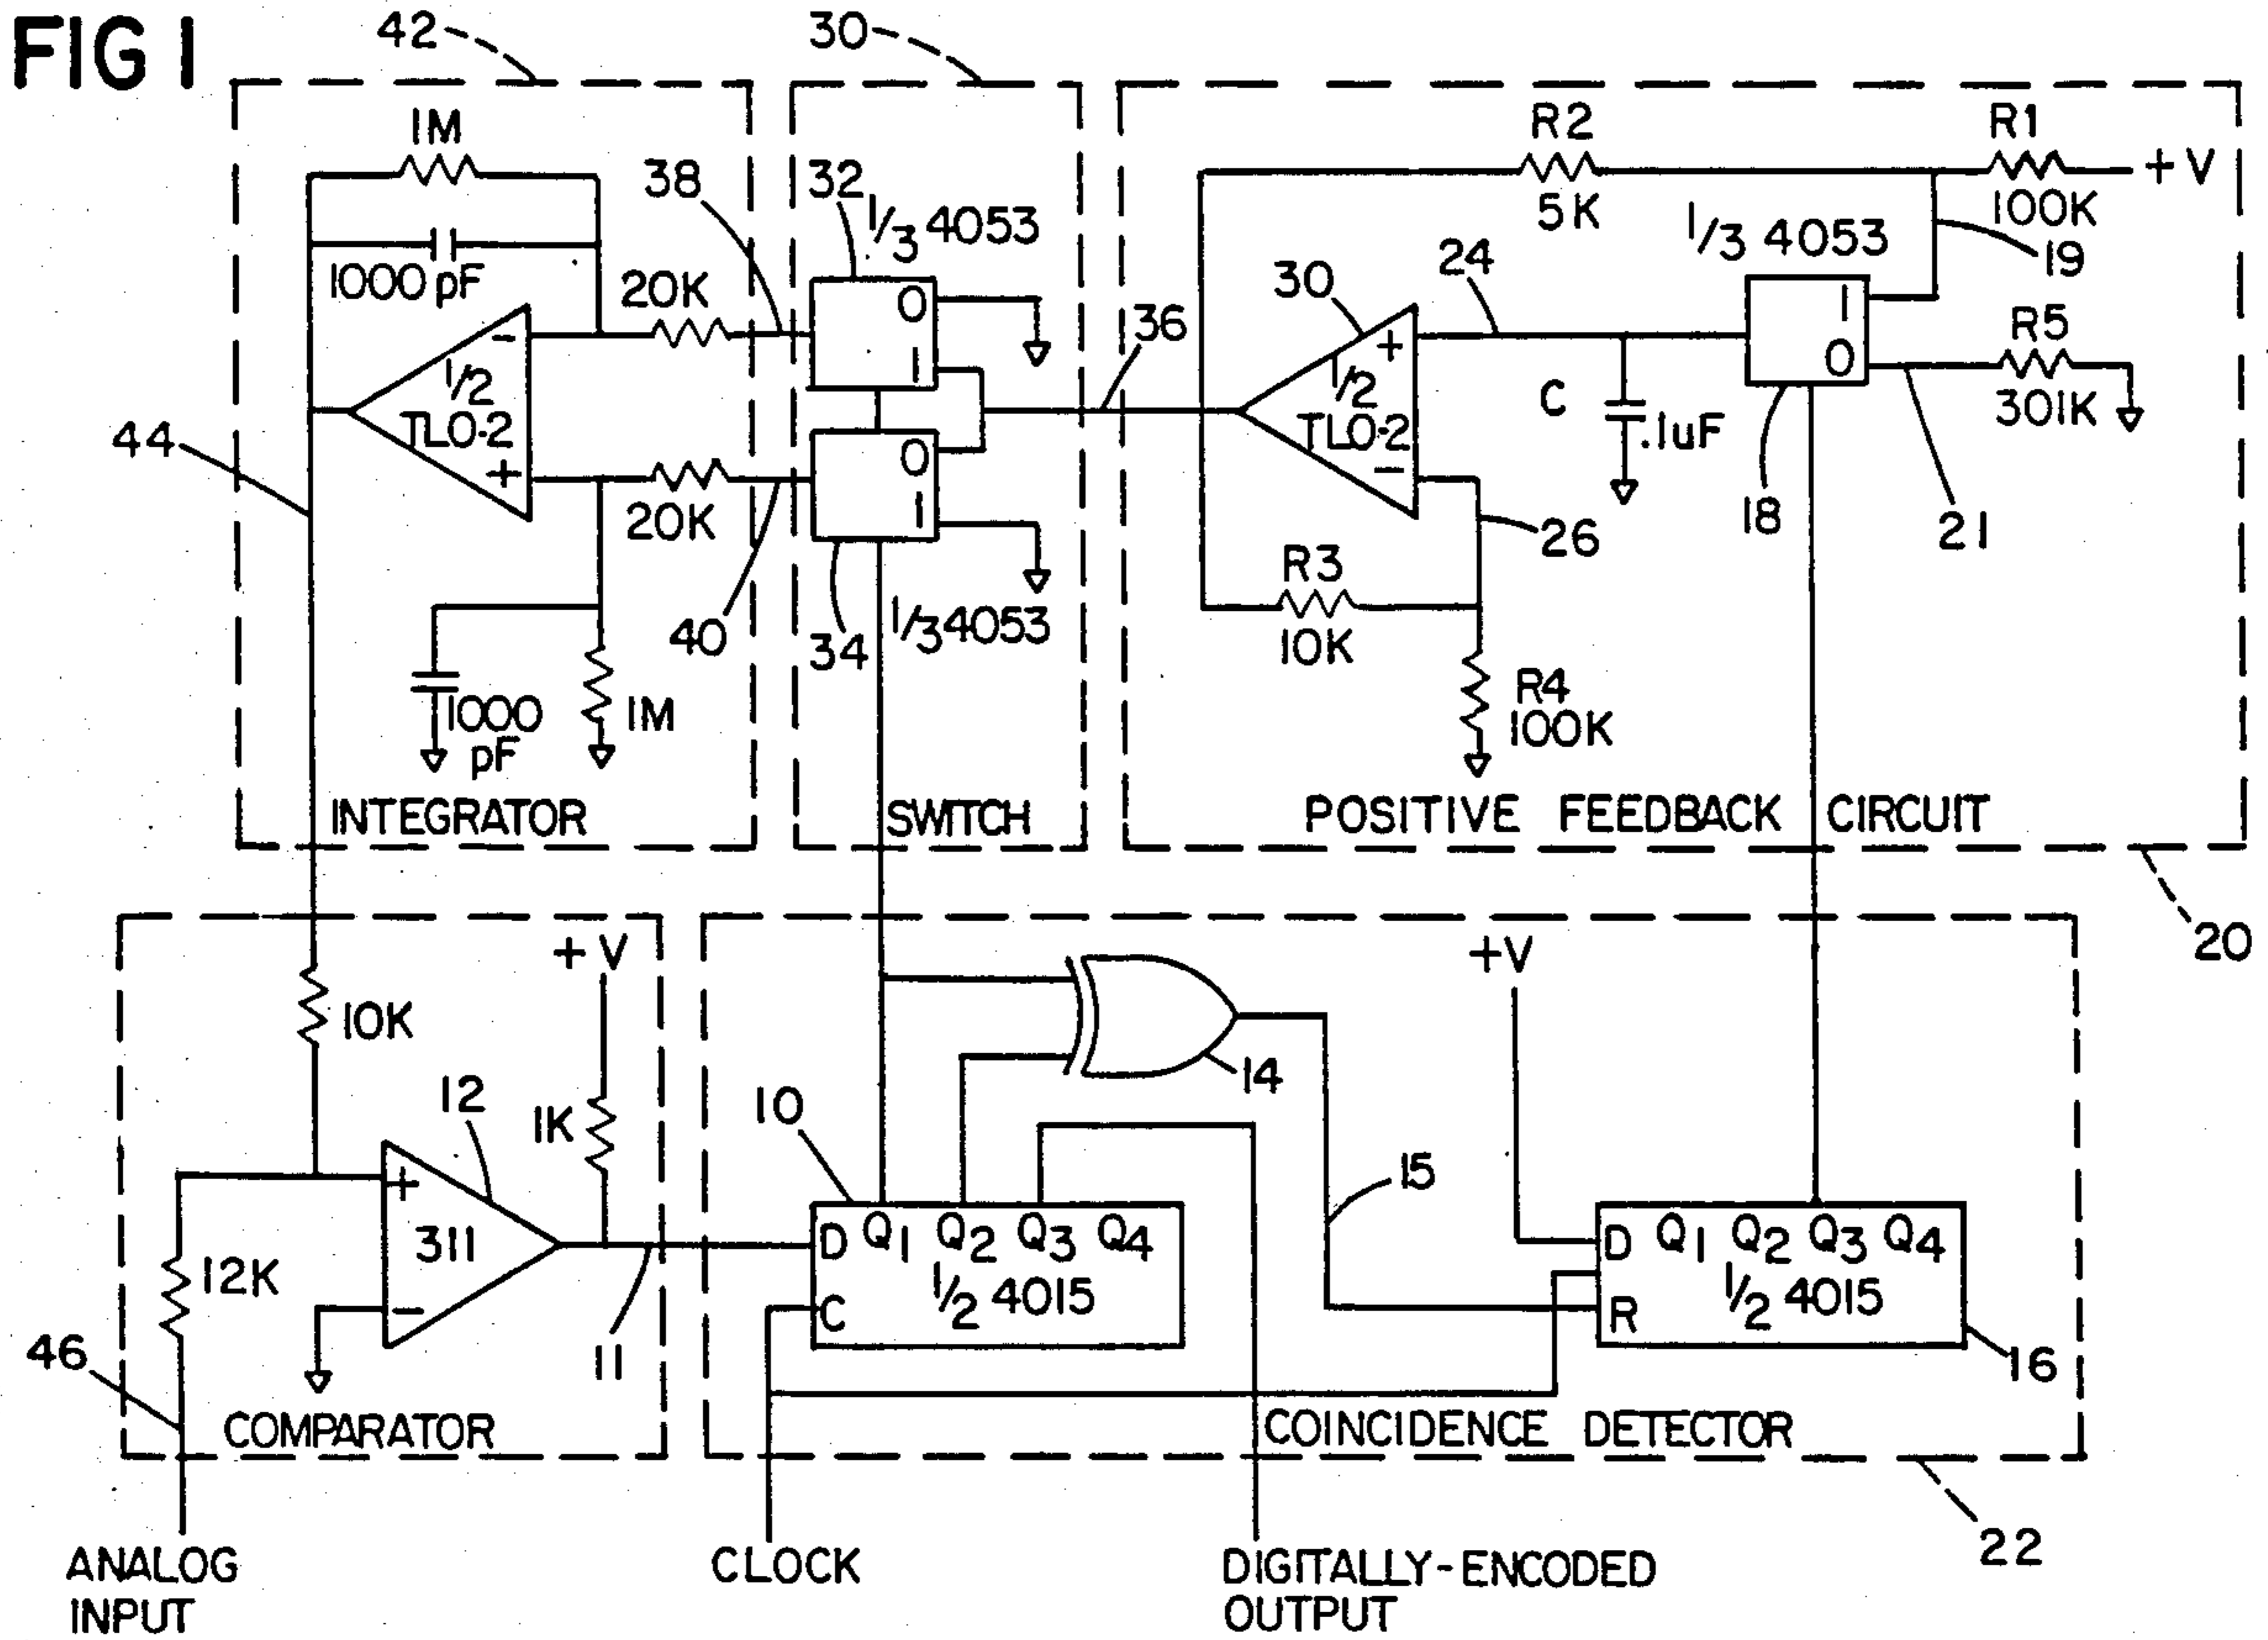 FIG 1
42
30
1M
1000 pF
38
20K
1/2
TL0·2
-
+
20K
40
44
1000
pF
1M
INTEGRATOR
32
1/3 4053
0
1
0
1
34
1/3 4053
36
SWITCH
R2
5K
R1
100K
+V
1/3 4053
19
24
30
+
1/2
TL0·2
-
C
.1uF
1
0
R5
301K
18
21
26
R3
10K
R4
100K
POSITIVE FEEDBACK CIRCUIT
20
+V
10K
12
1K
+
311
-
12K
46
11
COMPARATOR
ANALOG
INPUT
+V
14
10
15
D Q1 Q2 Q3 Q4
1/2 4015
C
D Q1 Q2 Q3 Q4
1/2 4015
R
16
COINCIDENCE DETECTOR
22
CLOCK
DIGITALLY-ENCODED
OUTPUT